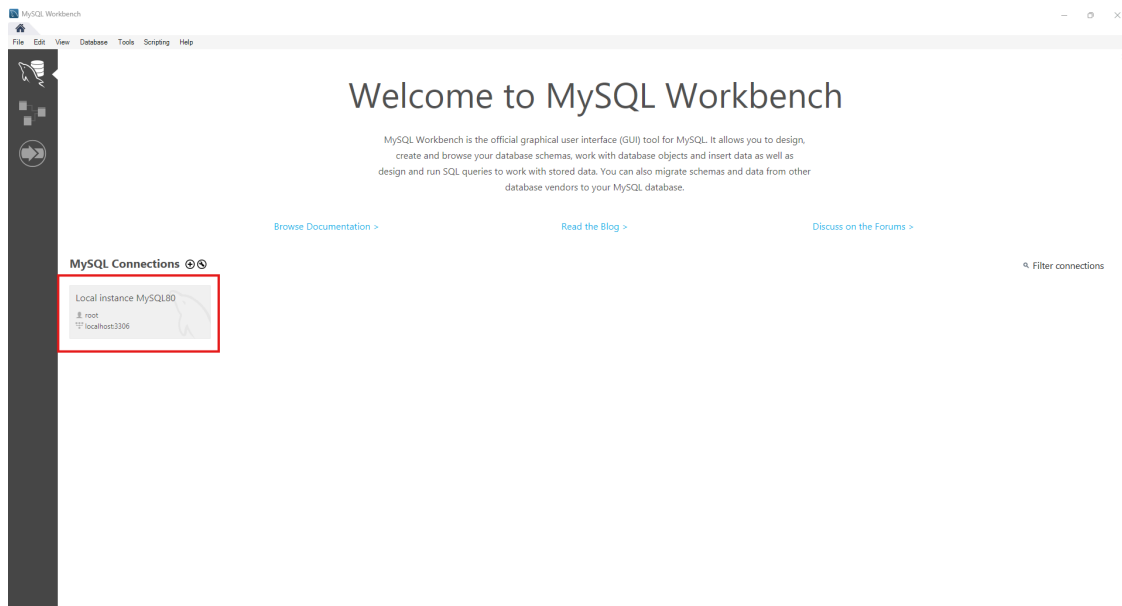 MySQL Workbench
File Edit View Database Tools Scripting Help
Welcome to MySQL Workbench
MySQL Workbench is the official graphical user interface (GUI) tool for MySQL. It allows you to design,
create and browse your database schemas, work with database objects and insert data as well as
design and run SQL queries to work with stored data. You can also migrate schemas and data from other
database vendors to your MySQL database.
Browse Documentation >
Read the Blog >
Discuss on the Forums >
MySQL Connections
Filter connections
Local instance MySQL80
root
localhost:3306